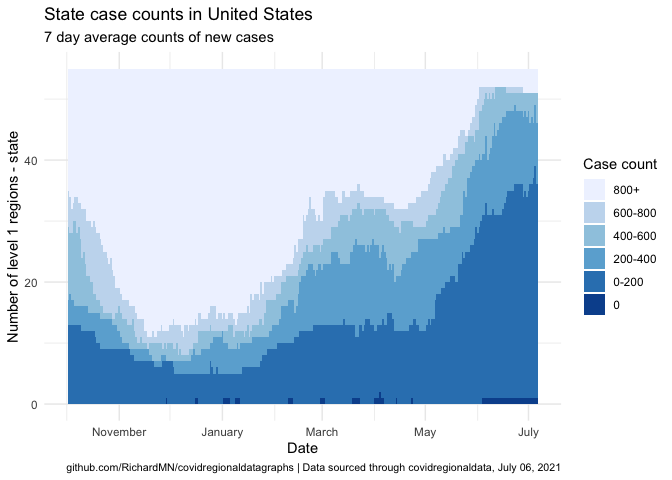 State case counts in United States
7 day average counts of new cases
Number of level 1 regions - state
40
20
0
November
January
March
May
July
Date
Case count
800+
600-800
400-600
200-400
0-200
0
github.com/RichardMN/covidregionaldatagraphs | Data sourced through covidregionaldata, July 06, 2021